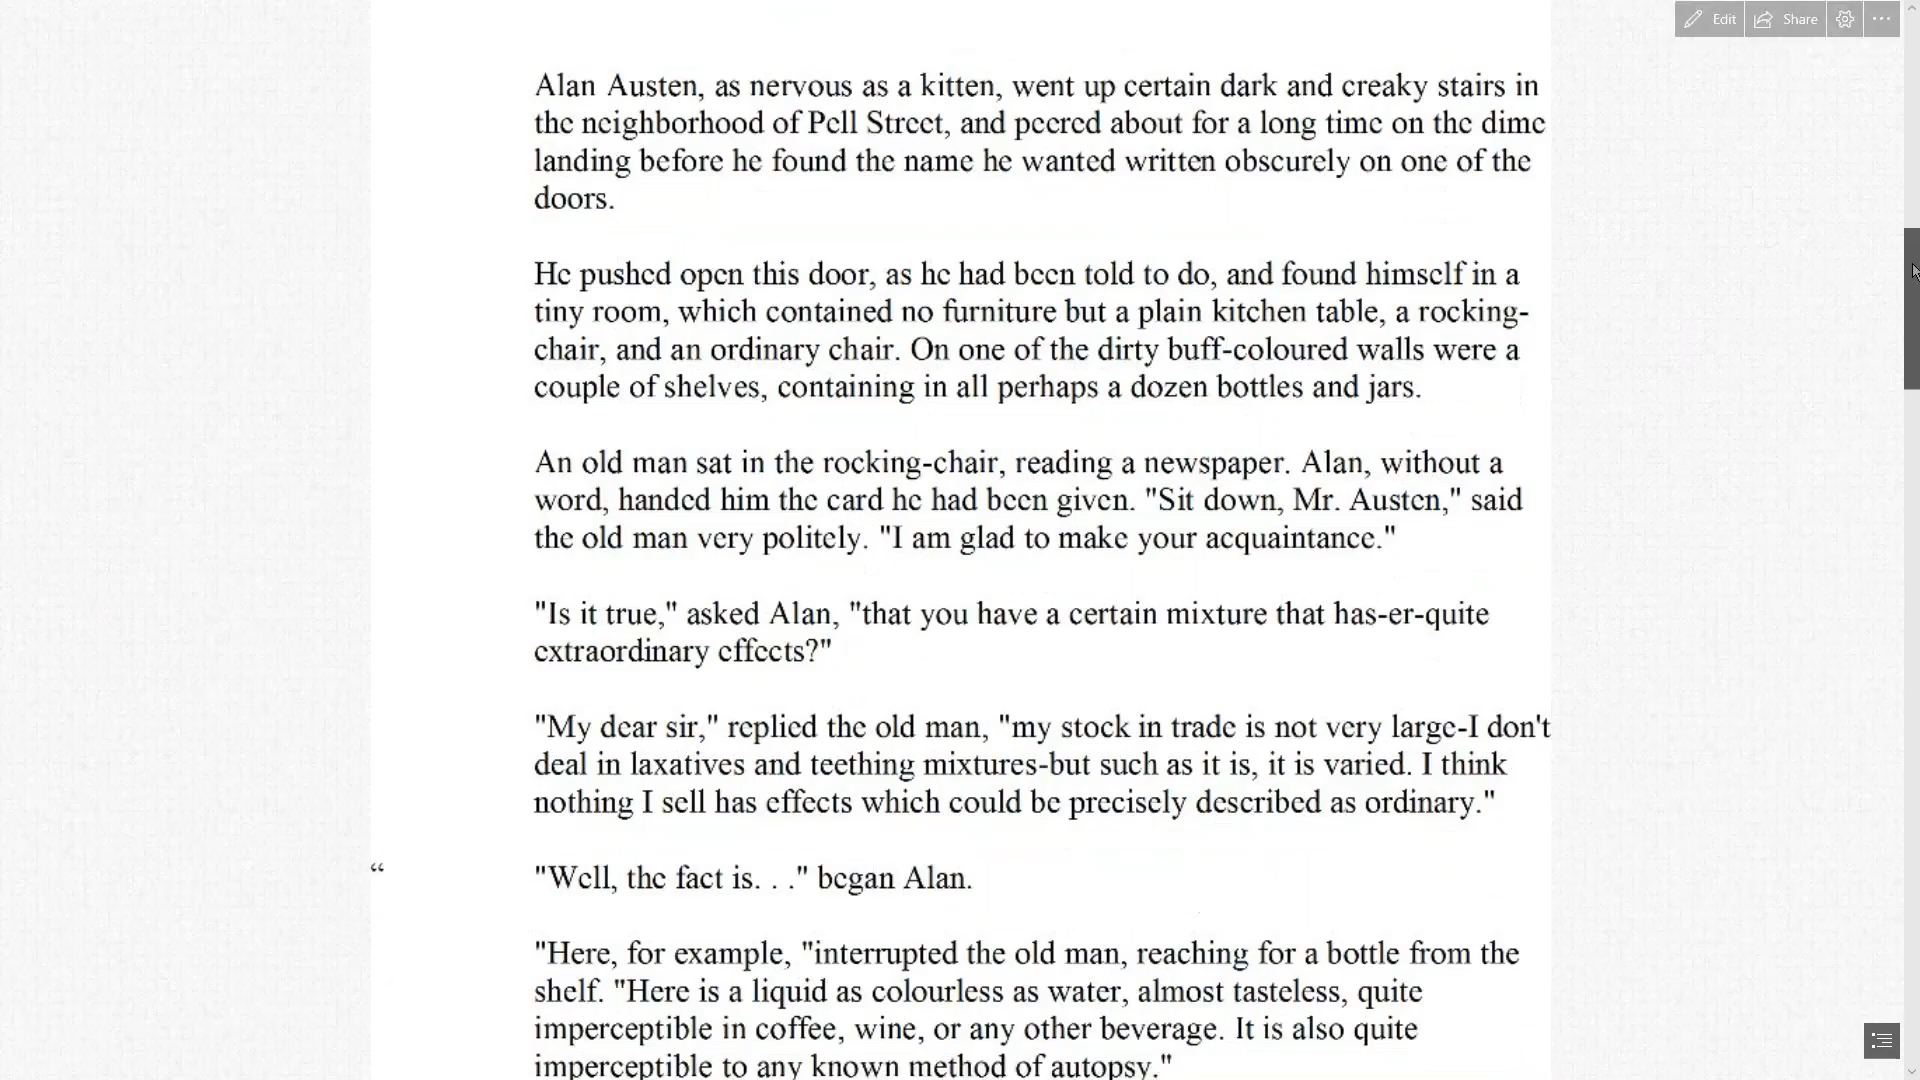 Edit Share
Alan Austen, as nervous as a kitten, went up certain dark and creaky stairs in
the neighborhood of Pell Street, and peered about for a long time on the dime
landing before he found the name he wanted written obscurely on one of the
doors.
He pushed open this door, as he had been told to do, and found himself in a
tiny room, which contained no furniture but a plain kitchen table, a rocking-
chair, and an ordinary chair. On one of the dirty buff-coloured walls were a
couple of shelves, containing in all perhaps a dozen bottles and jars.
An old man sat in the rocking-chair, reading a newspaper. Alan, without a
word, handed him the card he had been given. "Sit down, Mr. Austen," said
the old man very politely. "I am glad to make your acquaintance."
"Is it true," asked Alan, "that you have a certain mixture that has-er-quite
extraordinary effects?"
"My dear sir," replied the old man, "my stock in trade is not very large-I don't
deal in laxatives and teething mixtures-but such as it is, it is varied. I think
nothing I sell has effects which could be precisely described as ordinary."
“
"Well, the fact is. . ." began Alan.
"Here, for example, "interrupted the old man, reaching for a bottle from the
shelf. "Here is a liquid as colourless as water, almost tasteless, quite
imperceptible in coffee, wine, or any other beverage. It is also quite
imperceptible to any known method of autopsy."